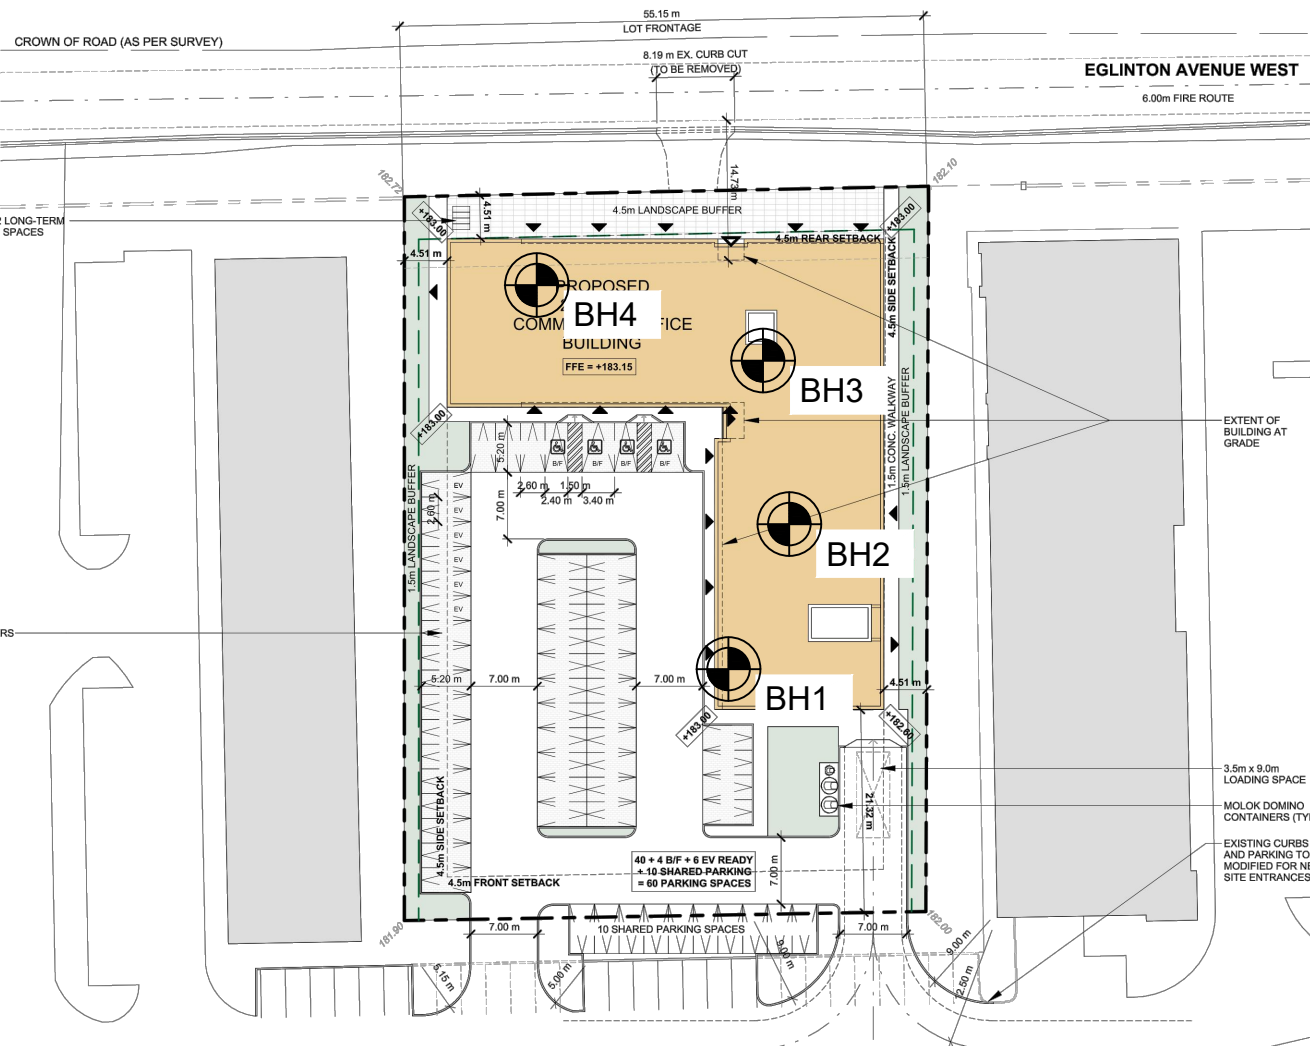 55.15 m
LOT FRONTAGE
CROWN OF ROAD (AS PER SURVEY)
8.19 m EX. CURB CUT
(TO BE REMOVED)
EGLINTON AVENUE WEST
6.00m FIRE ROUTE
14.73m
182.72
182.10
LONG-TERM
SPACES
+183.00
4.51 m
4.5m LANDSCAPE BUFFER
+183.00
4.5m REAR SETBACK
4.51 m
4.5m SIDE SETBACK
PROPOSED
BH4
COMM
FICE
BUILDING
FFE = +183.15
BH3
+183.00
1.5m CONC. WALKWAY
1.5m LANDSCAPE BUFFER
EXTENT OF
BUILDING AT
GRADE
5.20 m
B/F
B/F
B/F
B/F
1.5m LANDSCAPE BUFFER
2.60 m
EV
EV
EV
EV
EV
EV
2.60 m
1.50 m
2.40 m
3.40 m
7.00 m
BH2
RS
5.20 m
7.00 m
7.00 m
4.51 m
BH1
+183.00
+182.60
3.5m x 9.0m
LOADING SPACE
21.32 m
MOLOK DOMINO
CONTAINERS (TY
EXISTING CURBS
AND PARKING TO
MODIFIED FOR NE
SITE ENTRANCES
4.5m SIDE SETBACK
40 + 4 B/F + 6 EV READY
+ 10 SHARED PARKING
= 60 PARKING SPACES
7.00 m
4.5m FRONT SETBACK
181.90
7.00 m
10 SHARED PARKING SPACES
7.00 m
182.00
5.15 m
5.00 m
9.00 m
9.00 m
2.50 m